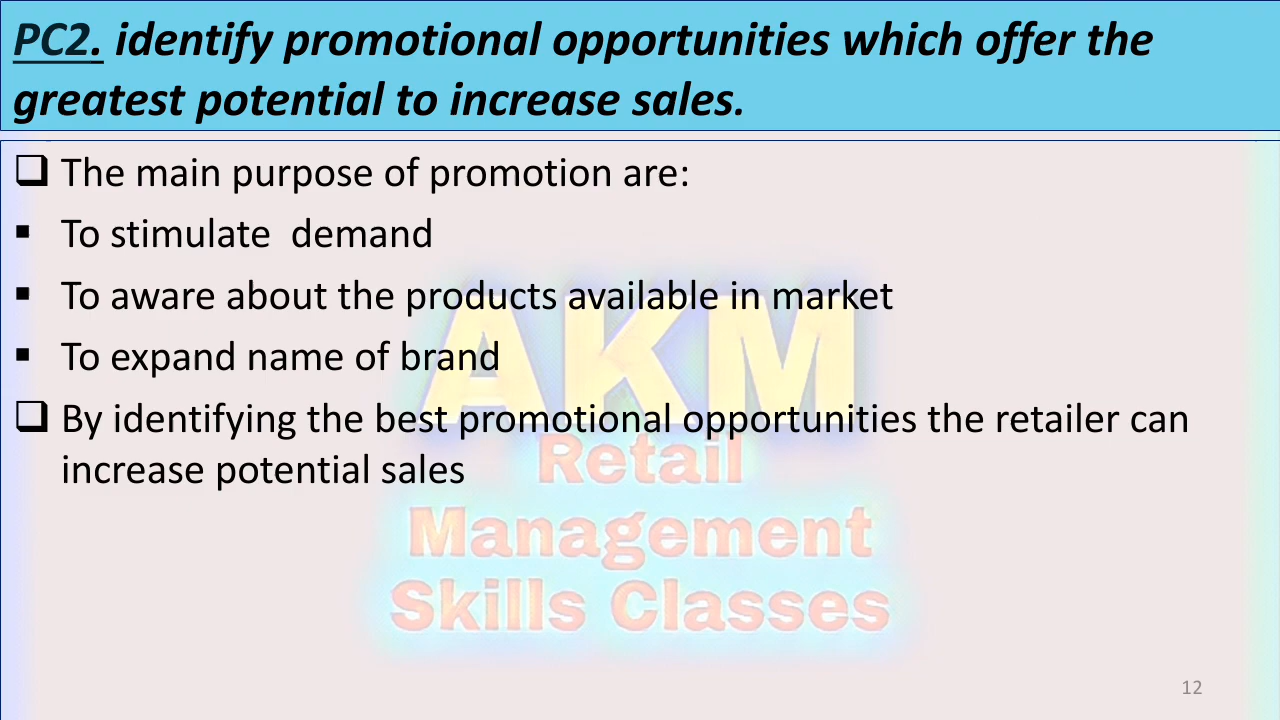 PC2. identify promotional opportunities which offer the
greatest potential to increase sales.
❑ The main purpose of promotion are:
▪ To stimulate  demand
▪ To aware about the products available in market
▪ To expand name of brand
❑ By identifying the best promotional opportunities the retailer can
increase potential sales
AKM
Retail
Management
Skills Classes
12